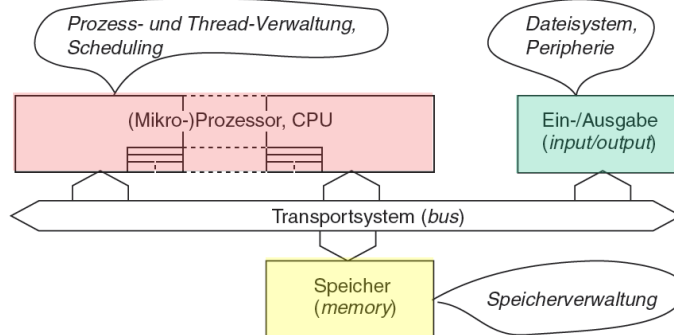 Prozess- und Thread-Verwaltung,
Scheduling
Dateisystem,
Peripherie
(Mikro-)Prozessor, CPU
Ein-/Ausgabe
(input/output)
Transportsystem (bus)
Speicher
(memory)
Speicherverwaltung